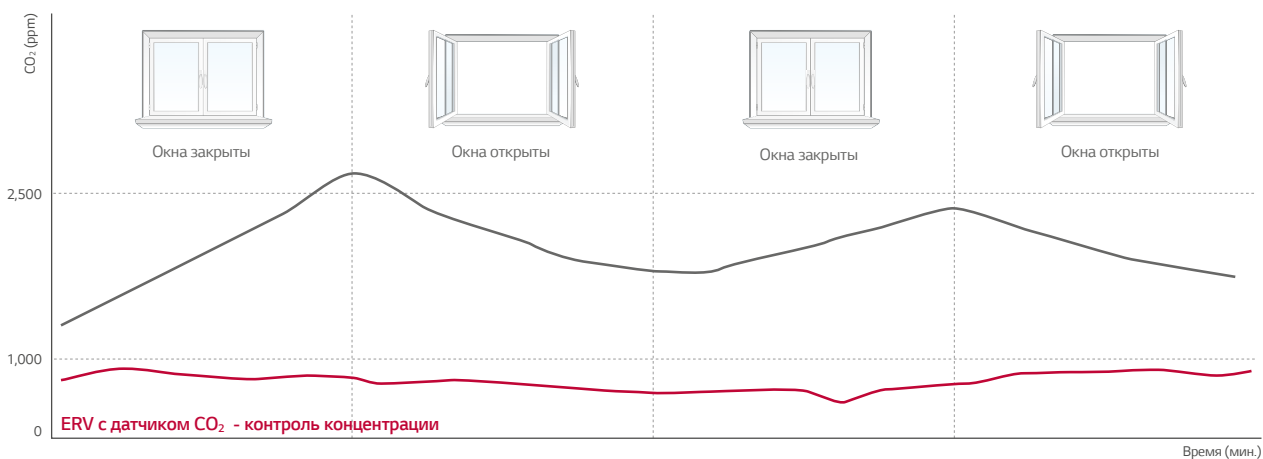 CO₂ (ppm)
Окна закрыты
Окна открыты
Окна закрыты
Окна открыты
2,500
1,000
ERV с датчиком CO₂ - контроль концентрации
0
Время (мин.)